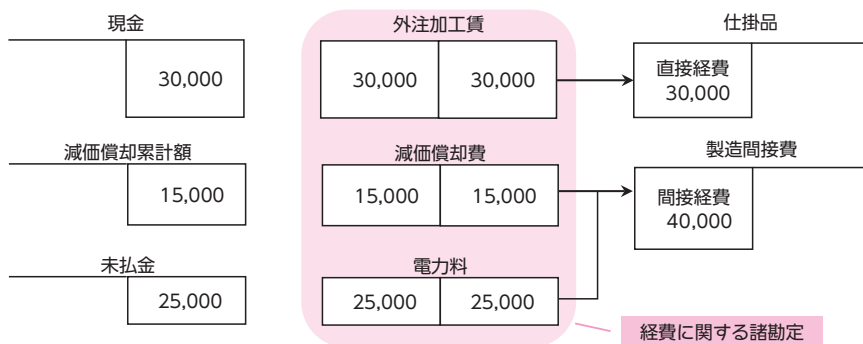 現金
外注加工賃
仕掛品
30,000
30,000 30,000
直接経費
30,000
減価償却累計額
減価償却費
製造間接費
15,000
15,000 15,000
間接経費
40,000
未払金
電力料
25,000
25,000 25,000
経費に関する諸勘定